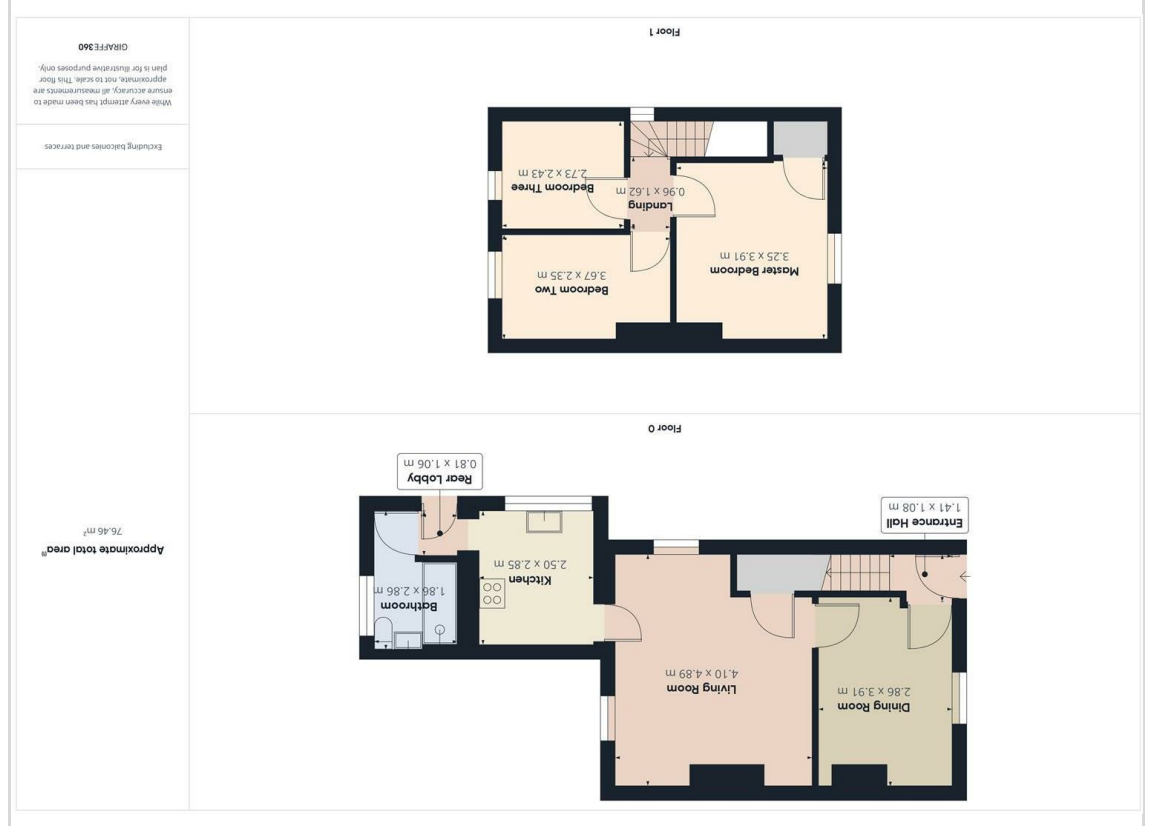 Dining Room
2.86 x 3.91 m
Living Room
4.10 x 4.89 m
Bathroom
1.86 x 2.86 m
Kitchen
2.50 x 2.85 m
Entrance Hall
1.41 x 1.08 m
Rear Lobby
0.81 x 1.06 m
Floor 0
Master Bedroom
3.25 x 3.91 m
Bedroom Two
3.67 x 2.35 m
Landing
0.96 x 1.62 m
Bedroom Three
2.73 x 2.43 m
Floor 1
Approximate total area⁽¹⁾
76.46 m²
Excluding balconies and terraces
While every attempt has been made to
ensure accuracy, all measurements are
approximate, not to scale. This floor
plan is for illustrative purposes only.
GIRAFFE360